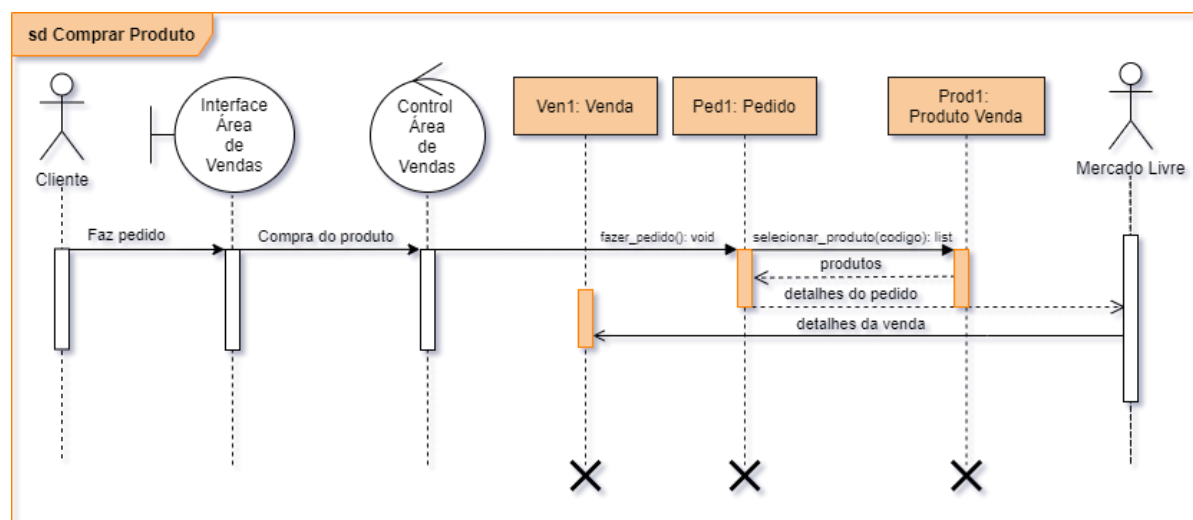 sd Comprar Produto
Cliente
Interface
Área
de
Vendas
Control
Área
de
Vendas
Ven1: Venda
Ped1: Pedido
Prod1:
Produto Venda
Mercado Livre
Faz pedido
Compra do produto
fazer_pedido(): void
selecionar_produto(codigo): list
produtos
detalhes do pedido
detalhes da venda